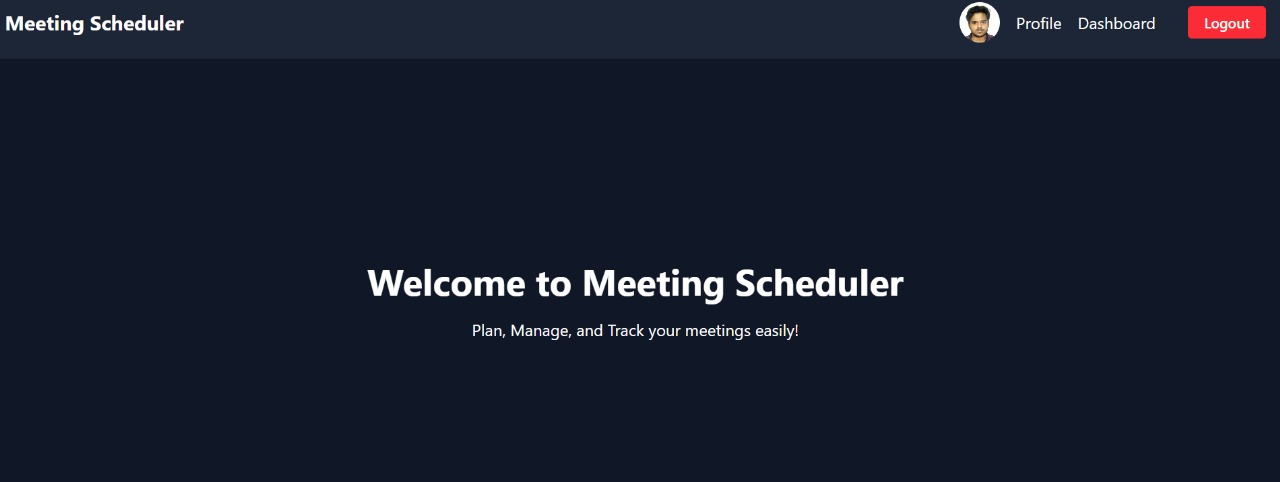 Meeting Scheduler
Profile Dashboard Logout
Welcome to Meeting Scheduler
Plan, Manage, and Track your meetings easily!